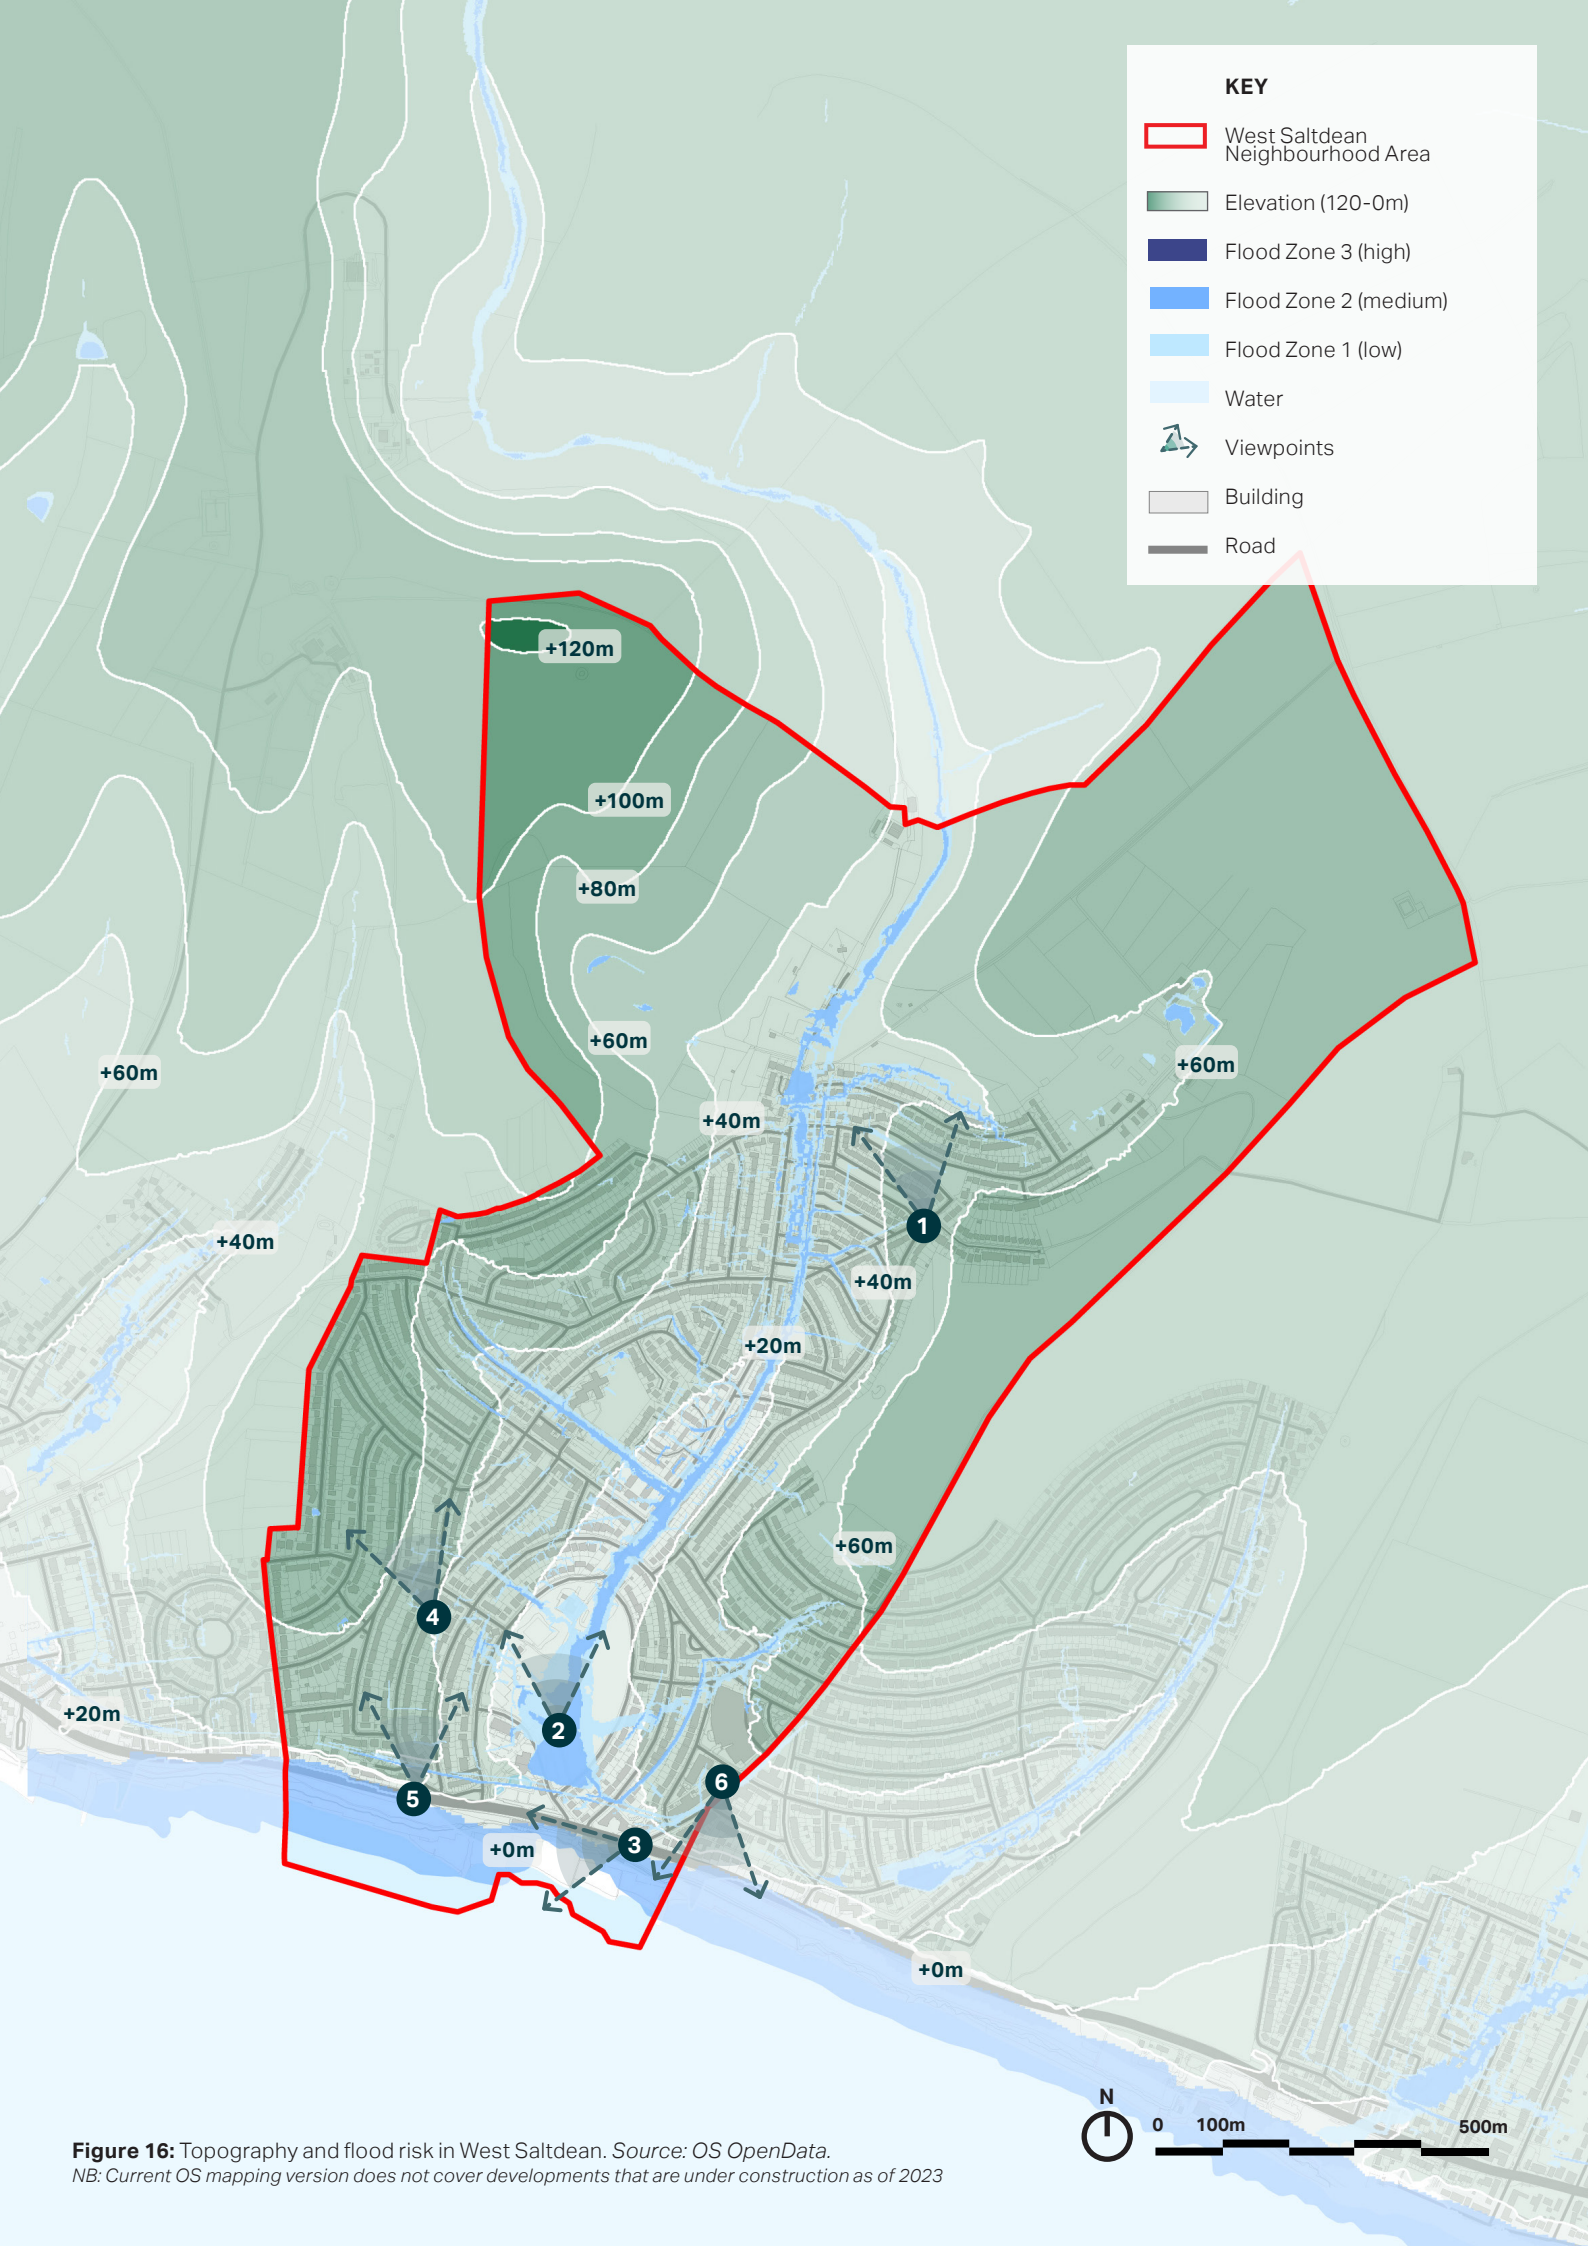 KEY
West Saltdean
Neighbourhood Area
Elevation (120-0m)
Flood Zone 3 (high)
Flood Zone 2 (medium)
Flood Zone 1 (low)
Water
Viewpoints
Building
Road
+120m
+100m
+80m
+60m
+60m
+60m
+40m
+40m
1
+40m
+20m
+60m
4
2
+20m
6
5
3
+0m
+0m
N
0 100m 500m
Figure 16: Topography and flood risk in West Saltdean. Source: OS OpenData.
NB: Current OS mapping version does not cover developments that are under construction as of 2023